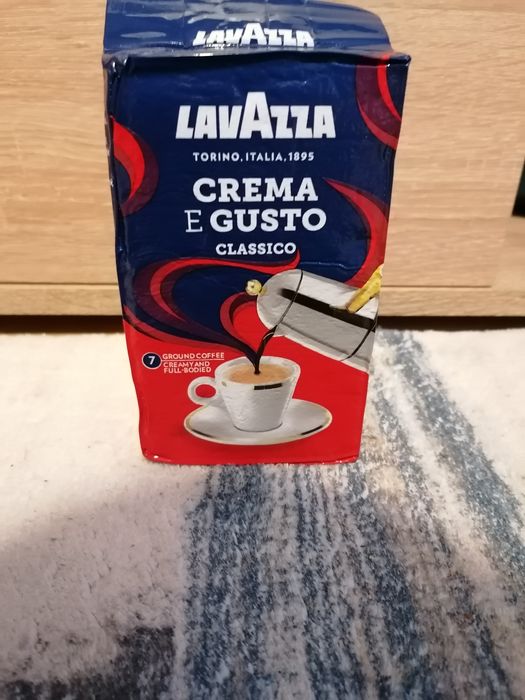 LAVAZZA
LAVAZZA
TORINO, ITALIA, 1895
CREMA
E GUSTO
CLASSICO
7 GROUND COFFEE
CREAMY AND
FULL-BODIED